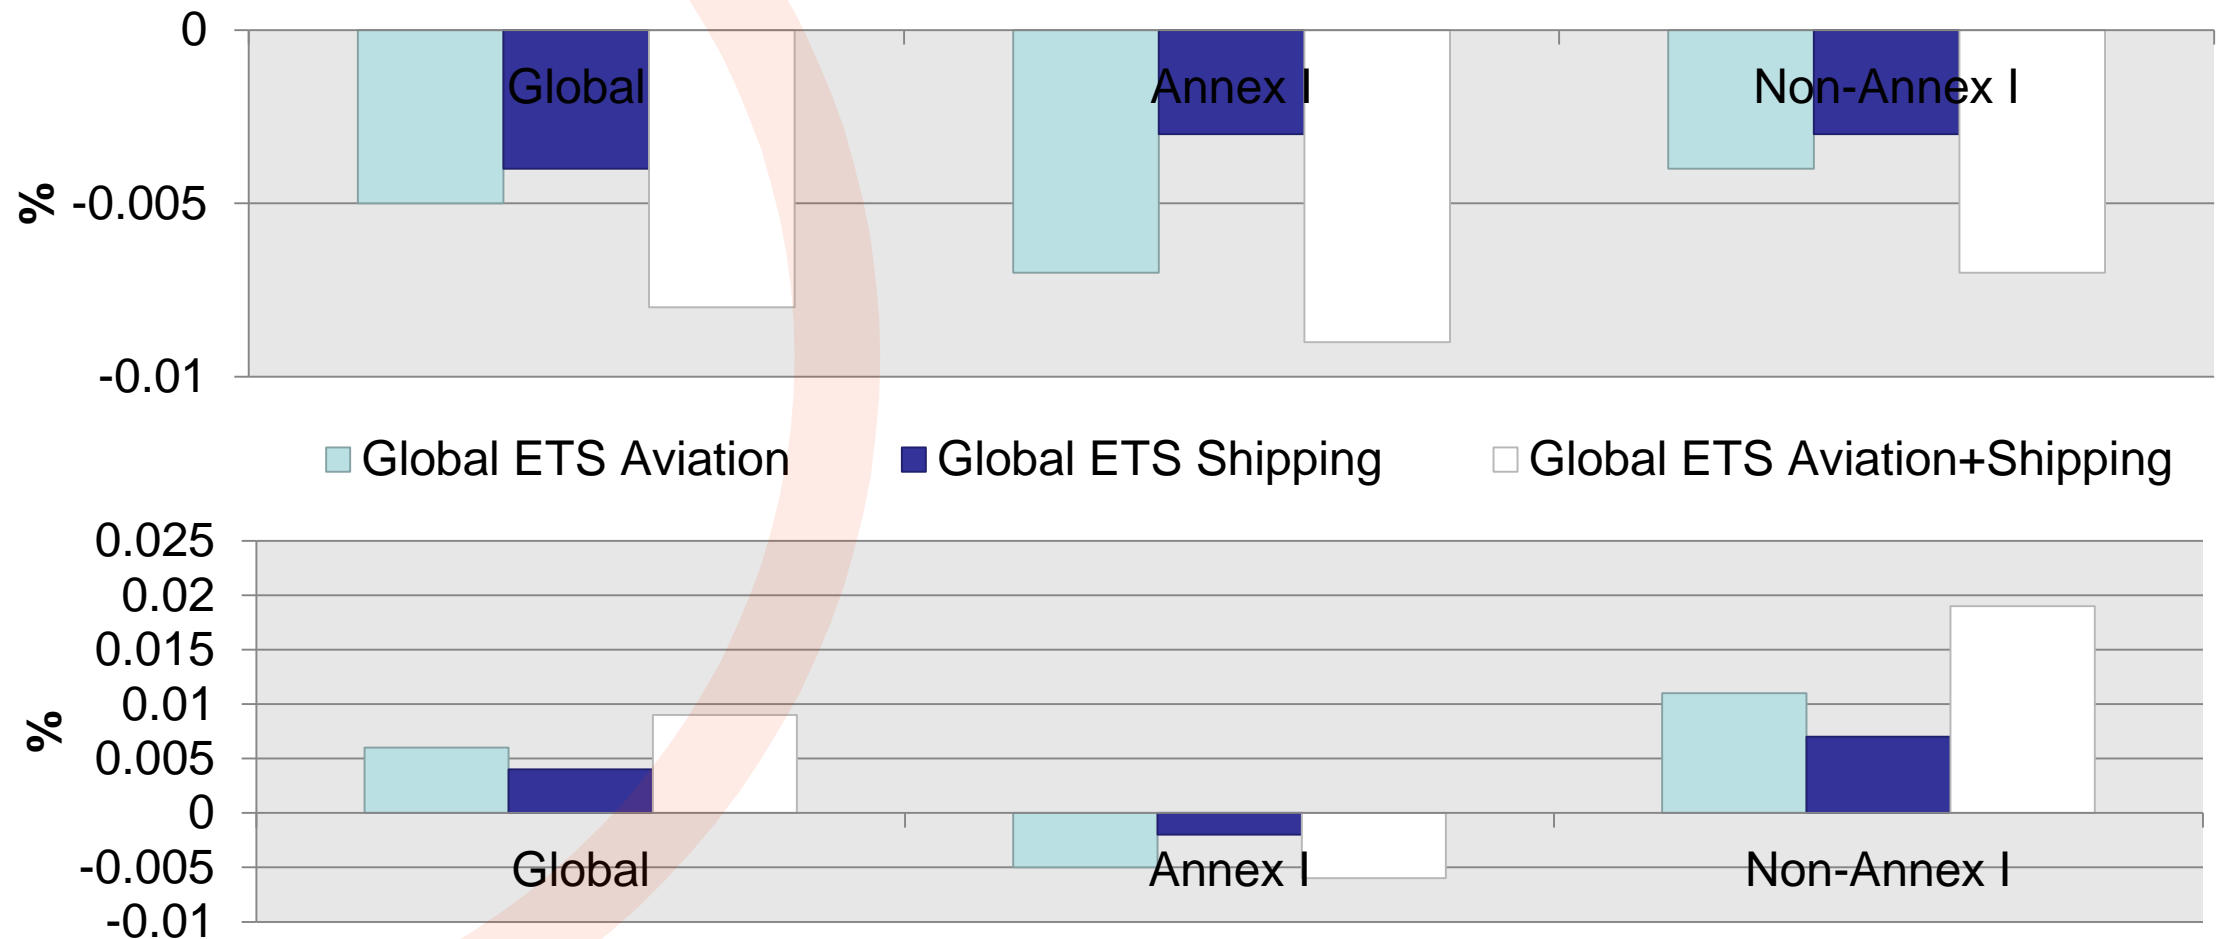 0
Global
Annex I
Non-Annex I
%
-0.005
-0.01
Global ETS Aviation
Global ETS Shipping
Global ETS Aviation+Shipping
0.025
0.02
0.015
0.01
%
0.005
0
-0.005
Global
Annex I
Non-Annex I
-0.01